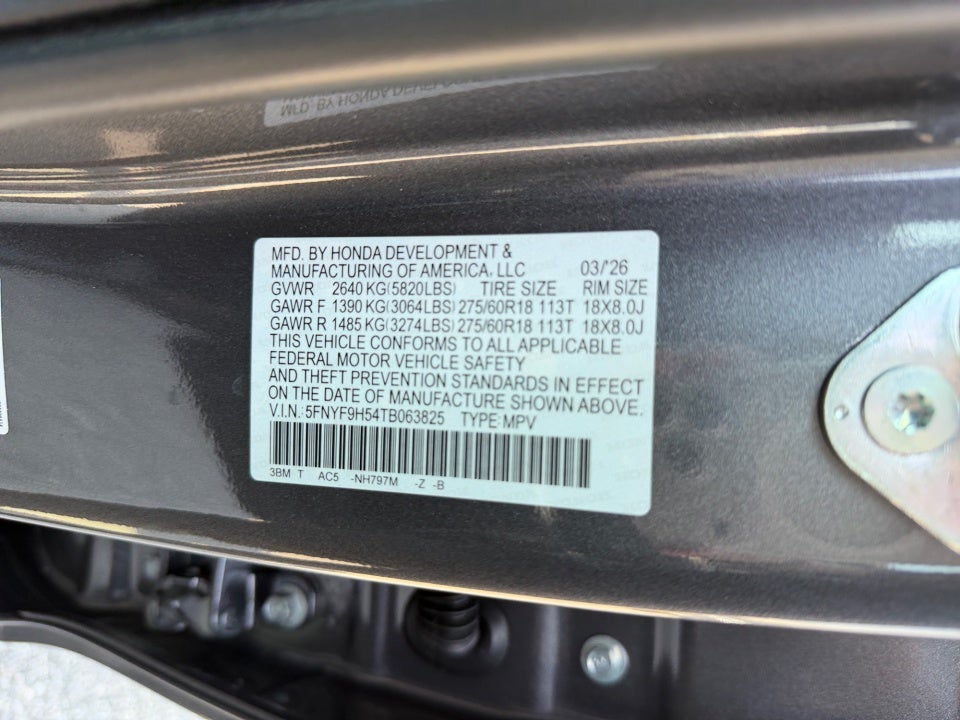 MFD. BY HONDA DEVELOPMENT &
MANUFACTURING OF AMERICA, LLC 03/'26
GVWR 2640 KG(5820LBS) TIRE SIZE RIM SIZE
GAWR F 1390 KG(3064LBS) 275/60R18 113T 18X8.0J
GAWR R 1485 KG(3274LBS) 275/60R18 113T 18X8.0J
THIS VEHICLE CONFORMS TO ALL APPLICABLE
FEDERAL MOTOR VEHICLE SAFETY
AND THEFT PREVENTION STANDARDS IN EFFECT
ON THE DATE OF MANUFACTURE SHOWN ABOVE.
V.I.N.:5FNYF9H54TB063825 TYPE:MPV
3BM T AC5 -NH797M -Z -B